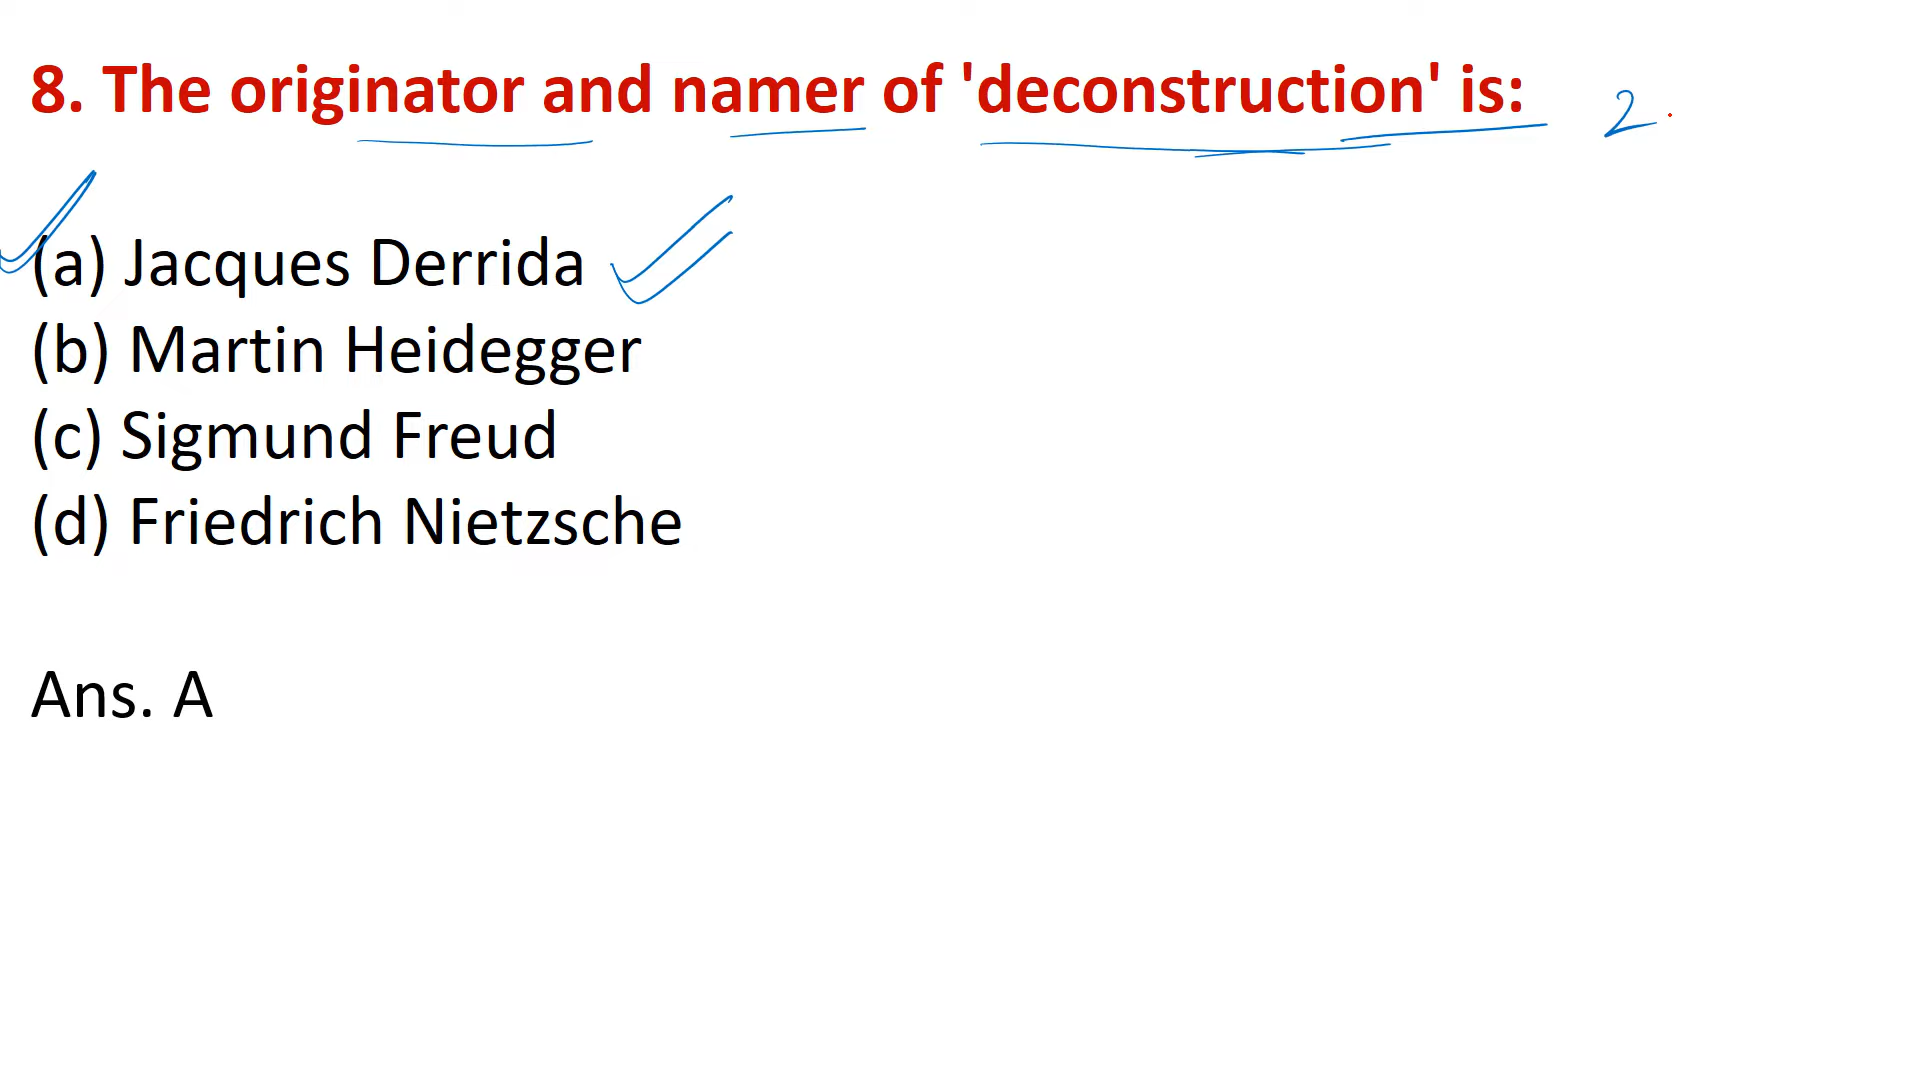 8. The originator and namer of 'deconstruction' is: 2
(a) Jacques Derrida
(b) Martin Heidegger
(c) Sigmund Freud
(d) Friedrich Nietzsche
Ans. A